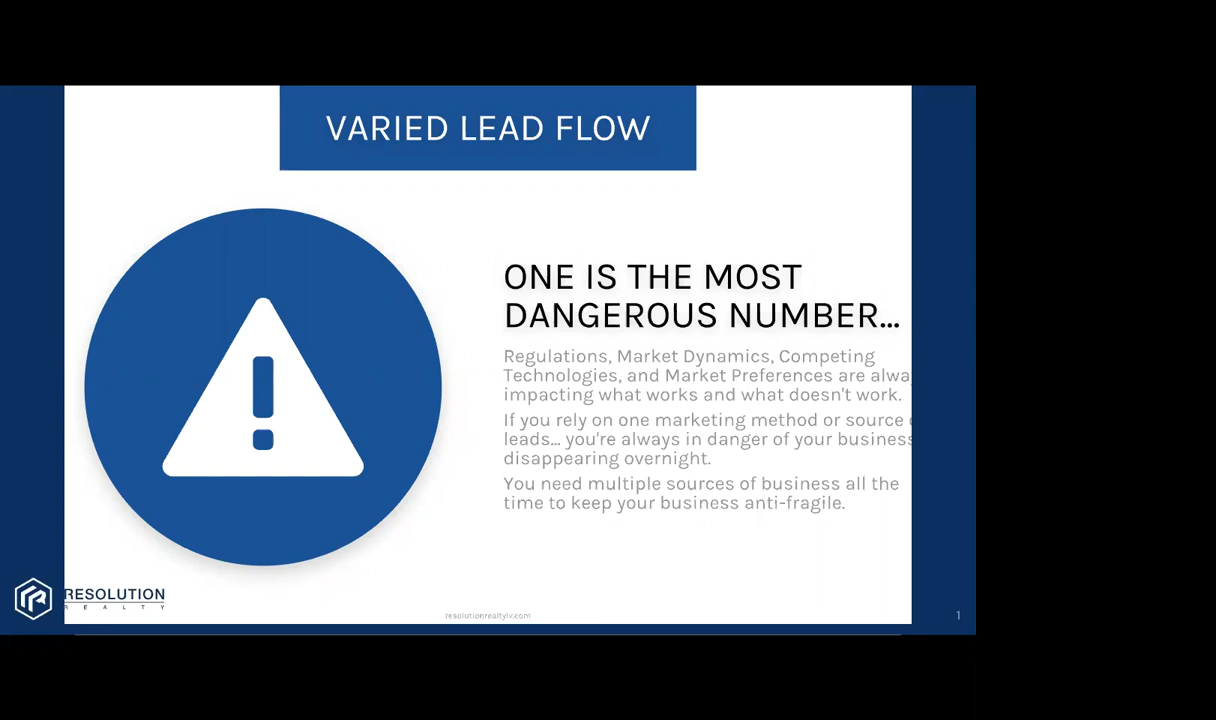 VARIED LEAD FLOW
ONE IS THE MOST
DANGEROUS NUMBER...
Regulations, Market Dynamics, Competing
Technologies, and Market Preferences are alwa
impacting what works and what doesn't work.
If you rely on one marketing method or source
leads... you're always in danger of your business
disappearing overnight.
You need multiple sources of business all the
time to keep your business anti-fragile.
RESOLUTION
REALTY
resolutionrealtylv.com
1